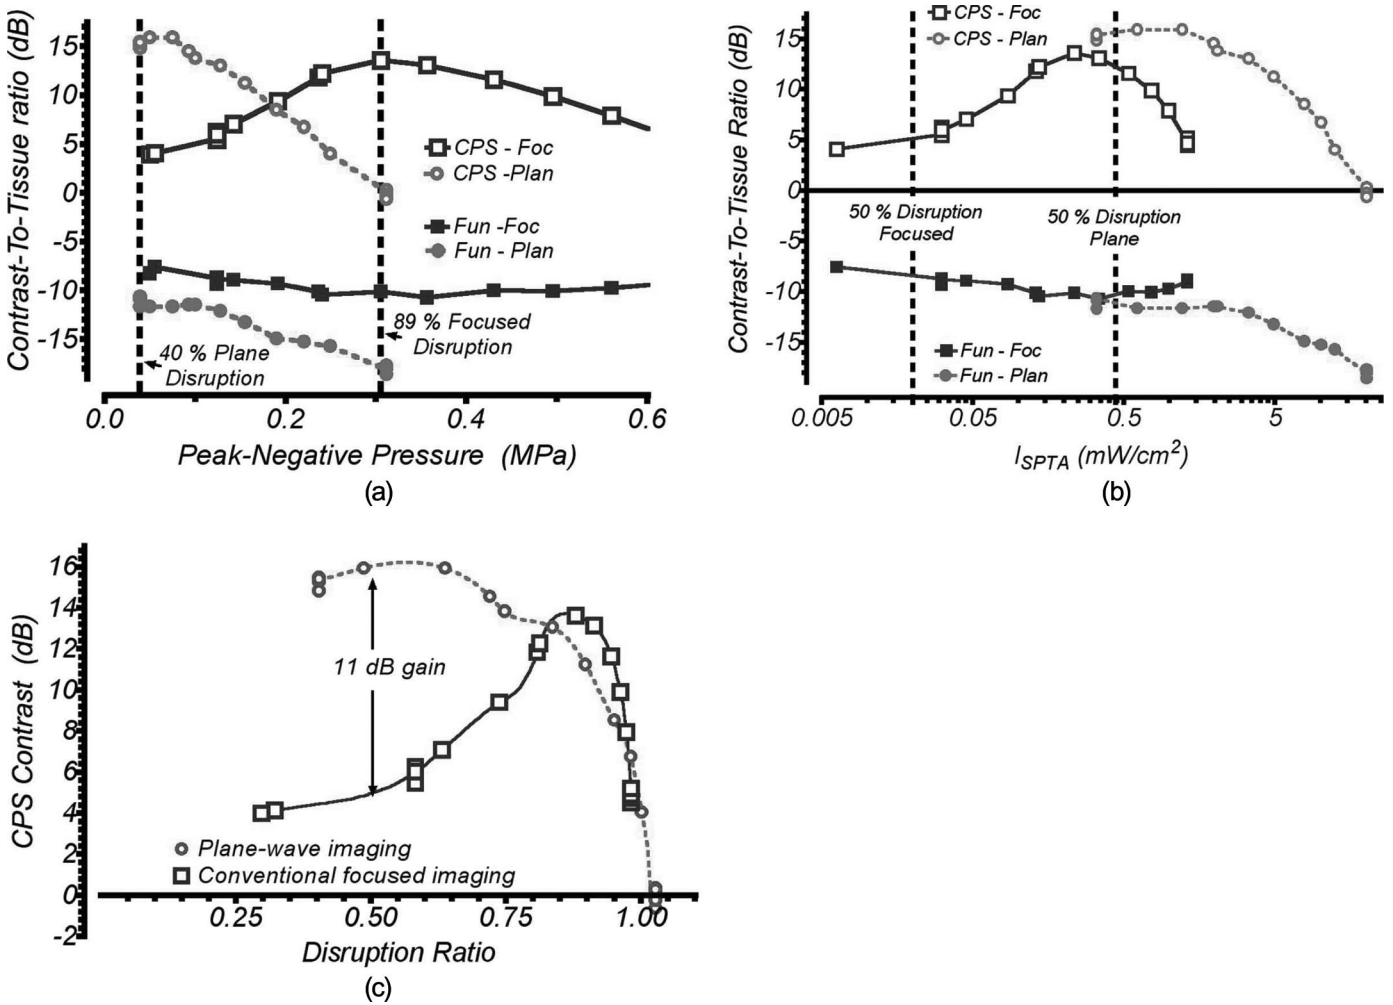 Contrast-To-Tissue ratio (dB)
15
10
5
0
-5
-10
-15
CPS - Foc
CPS -Plan
Fun -Foc
Fun - Plan
40 % Plane
Disruption
89 % Focused
Disruption
0.0
0.2
0.4
0.6
Peak-Negative Pressure (MPa)
(a)
Contrast-To-Tissue Ratio (dB)
15
10
5
0
-5
-10
-15
CPS - Foc
CPS - Plan
50 % Disruption
Focused
50 % Disruption
Plane
Fun - Foc
Fun - Plan
0.005
0.05
0.5
5
I_SPTA (mW/cm²)
(b)
CPS Contrast (dB)
16
14
12
10
8
6
4
2
0
-2
11 dB gain
Plane-wave imaging
Conventional focused imaging
0.25
0.50
0.75
1.00
Disruption Ratio
(c)